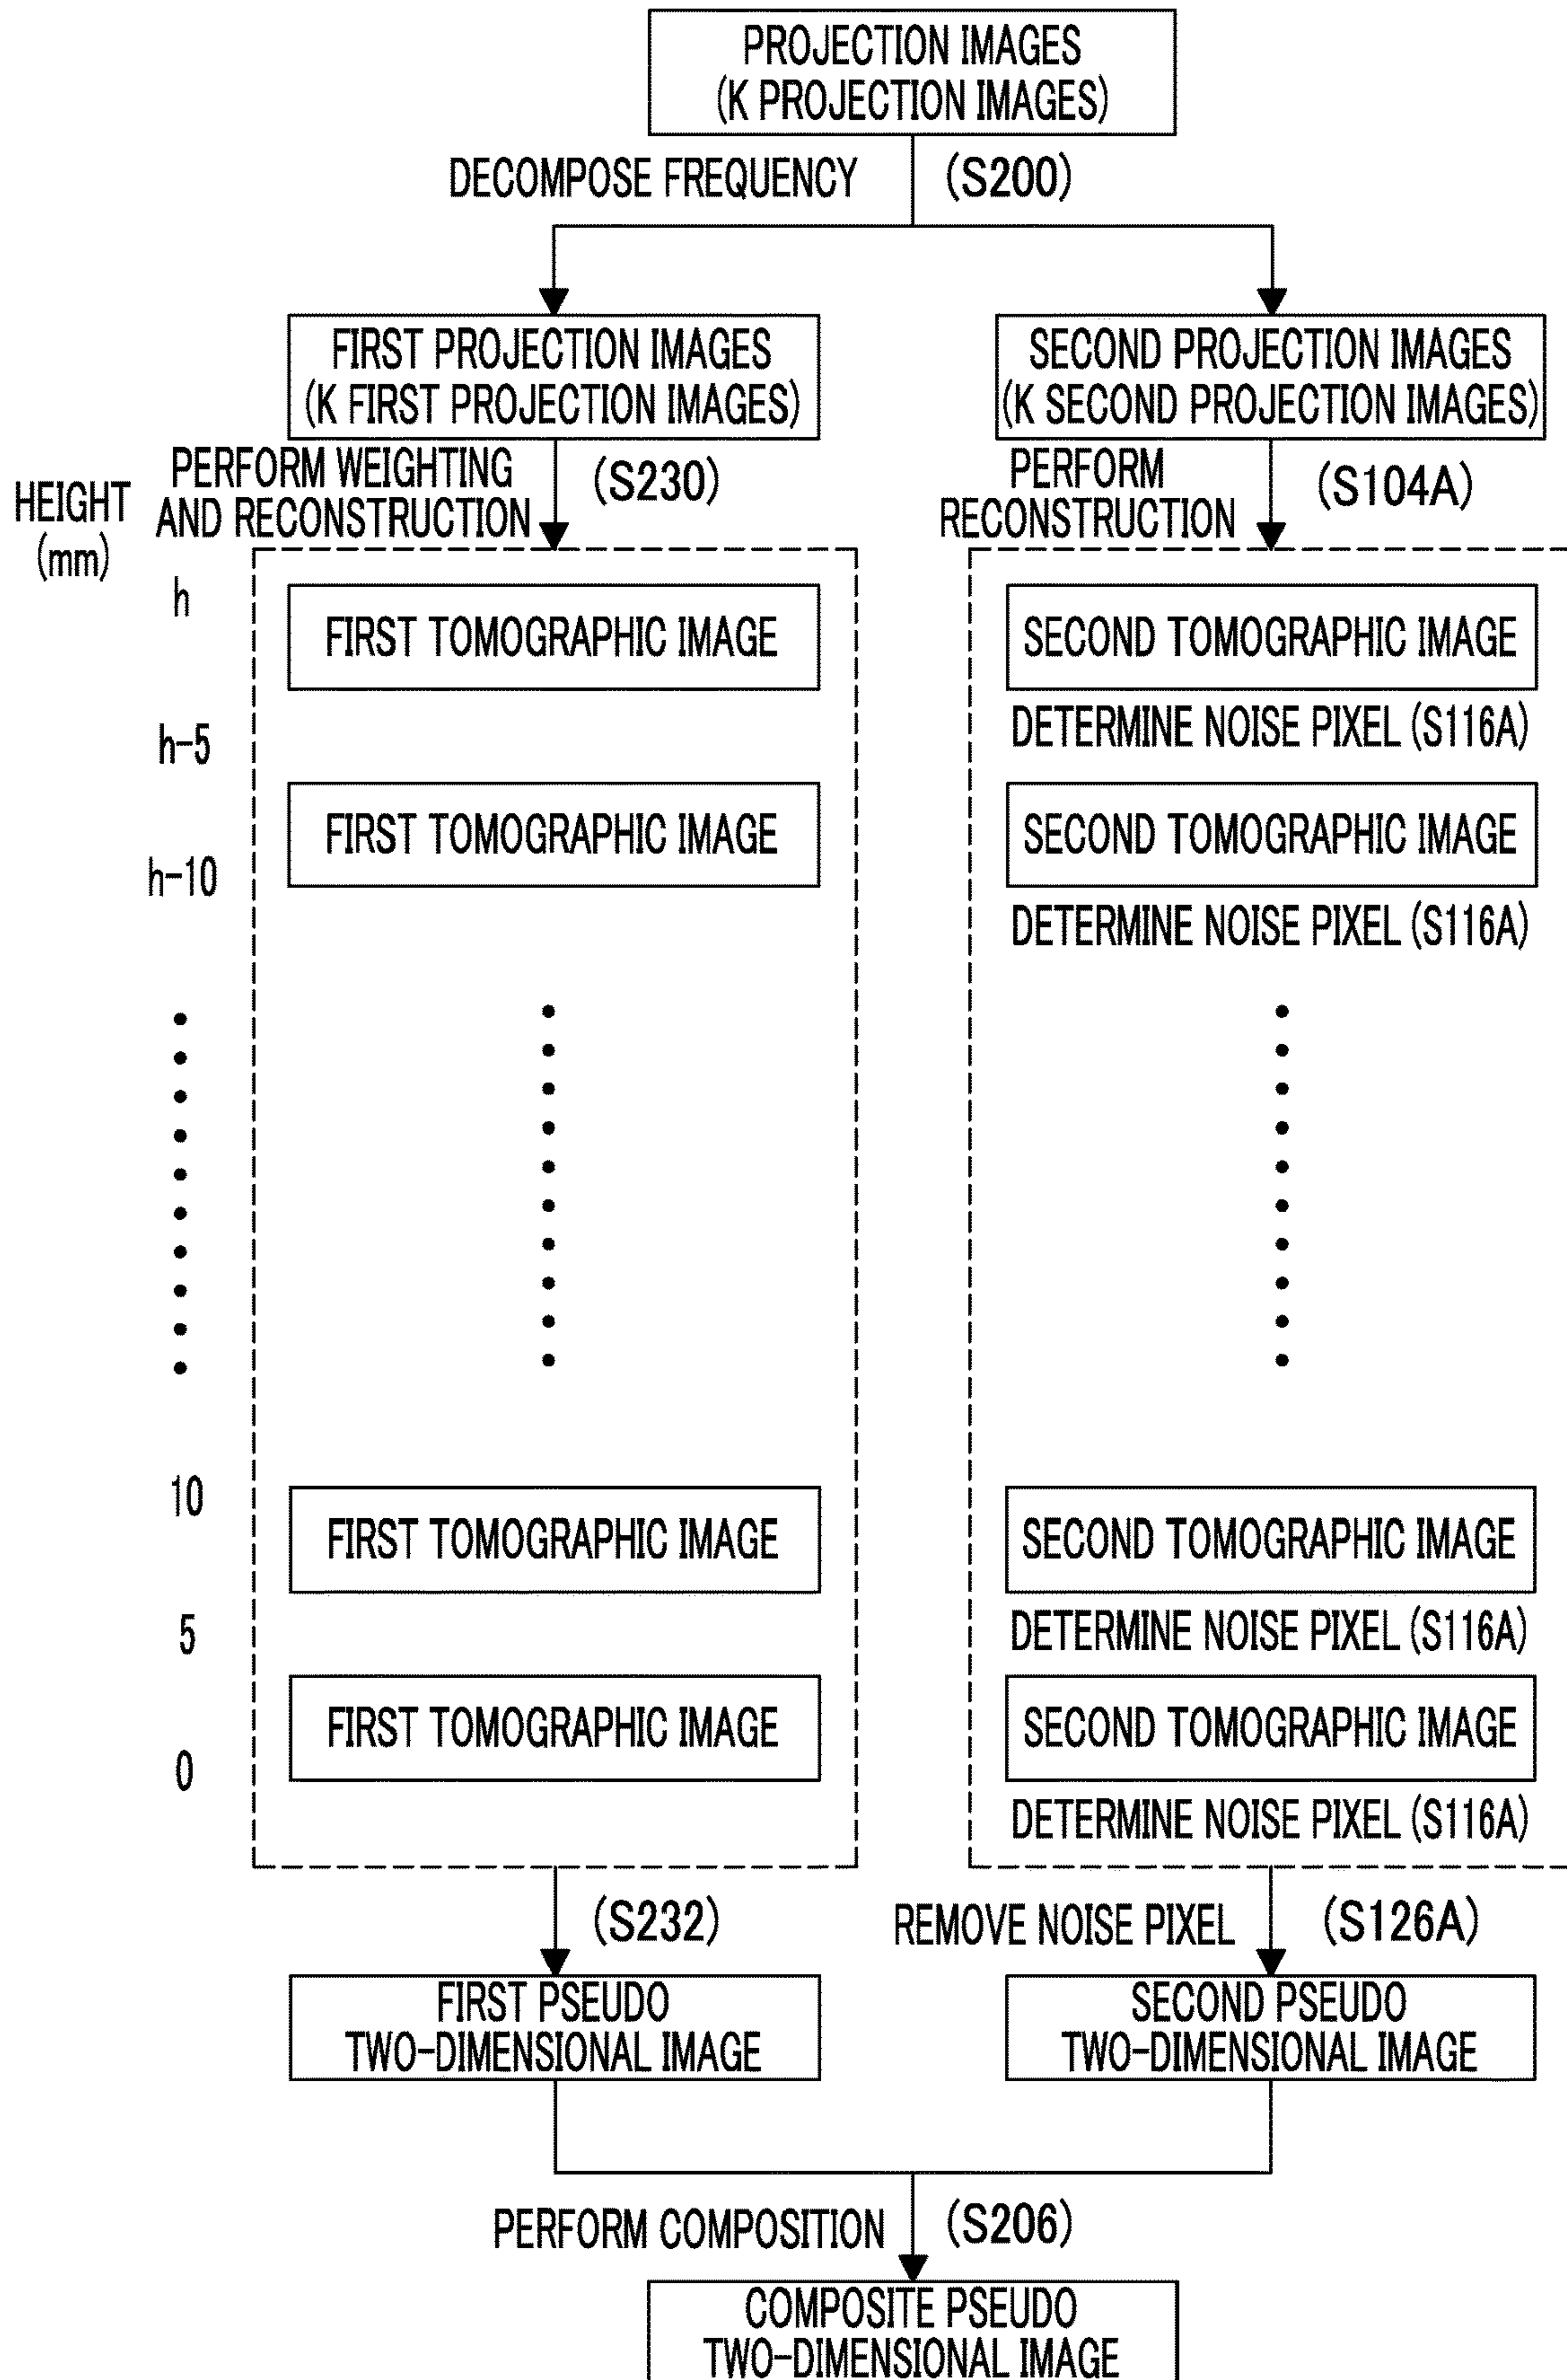 PROJECTION IMAGES
(K PROJECTION IMAGES)
DECOMPOSE FREQUENCY (S200)
FIRST PROJECTION IMAGES
(K FIRST PROJECTION IMAGES)
SECOND PROJECTION IMAGES
(K SECOND PROJECTION IMAGES)
PERFORM WEIGHTING
AND RECONSTRUCTION
(S230)
PERFORM
RECONSTRUCTION
(S104A)
HEIGHT
(mm)
h
FIRST TOMOGRAPHIC IMAGE
SECOND TOMOGRAPHIC IMAGE
DETERMINE NOISE PIXEL (S116A)
h-5
FIRST TOMOGRAPHIC IMAGE
SECOND TOMOGRAPHIC IMAGE
h-10
DETERMINE NOISE PIXEL (S116A)
10
FIRST TOMOGRAPHIC IMAGE
SECOND TOMOGRAPHIC IMAGE
5
DETERMINE NOISE PIXEL (S116A)
FIRST TOMOGRAPHIC IMAGE
SECOND TOMOGRAPHIC IMAGE
0
DETERMINE NOISE PIXEL (S116A)
(S232)
REMOVE NOISE PIXEL (S126A)
FIRST PSEUDO
TWO-DIMENSIONAL IMAGE
SECOND PSEUDO
TWO-DIMENSIONAL IMAGE
PERFORM COMPOSITION (S206)
COMPOSITE PSEUDO
TWO-DIMENSIONAL IMAGE